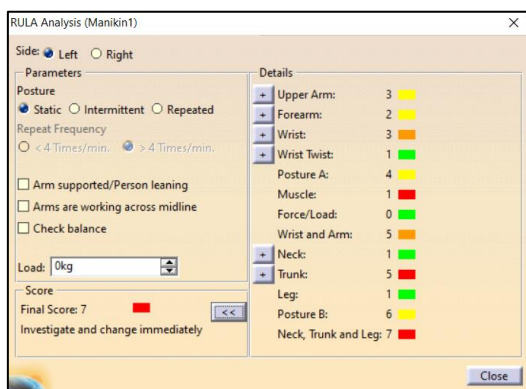 RULA Analysis (Manikin1)
Side: Left Right
Parameters
Posture
Static Intermittent Repeated
Repeat Frequency
< 4 Times/min. > 4 Times/min.
Arm supported/Person leaning
Arms are working across midline
Check balance
Load: 0kg
Score
Final Score: 7
<<
Investigate and change immediately
Details
+ Upper Arm: 3
+ Forearm: 2
+ Wrist: 3
+ Wrist Twist: 1
Posture A: 4
Muscle: 1
Force/Load: 0
Wrist and Arm: 5
+ Neck: 1
+ Trunk: 5
Leg: 1
Posture B: 6
Neck, Trunk and Leg: 7
Close